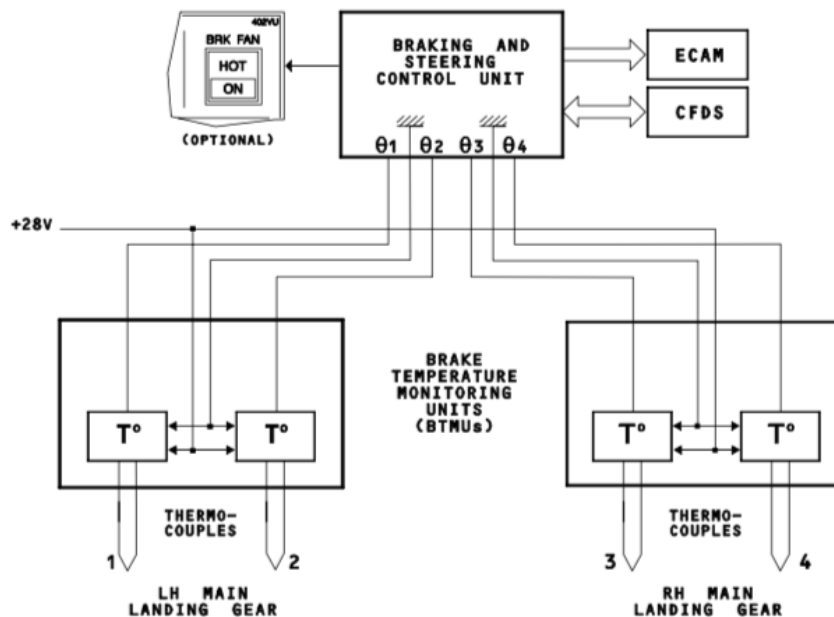 402VU
BRK FAN
HOT
ON
(OPTIONAL)
BRAKING AND
STEERING
CONTROL UNIT
θ1 θ2 θ3 θ4
ECAM
CFDS
+28V
BRAKE
TEMPERATURE
MONITORING
UNITS
(BTMUs)
T° T° T° T°
THERMO-
COUPLES
1 2
LH MAIN
LANDING GEAR
THERMO-
COUPLES
3 4
RH MAIN
LANDING GEAR